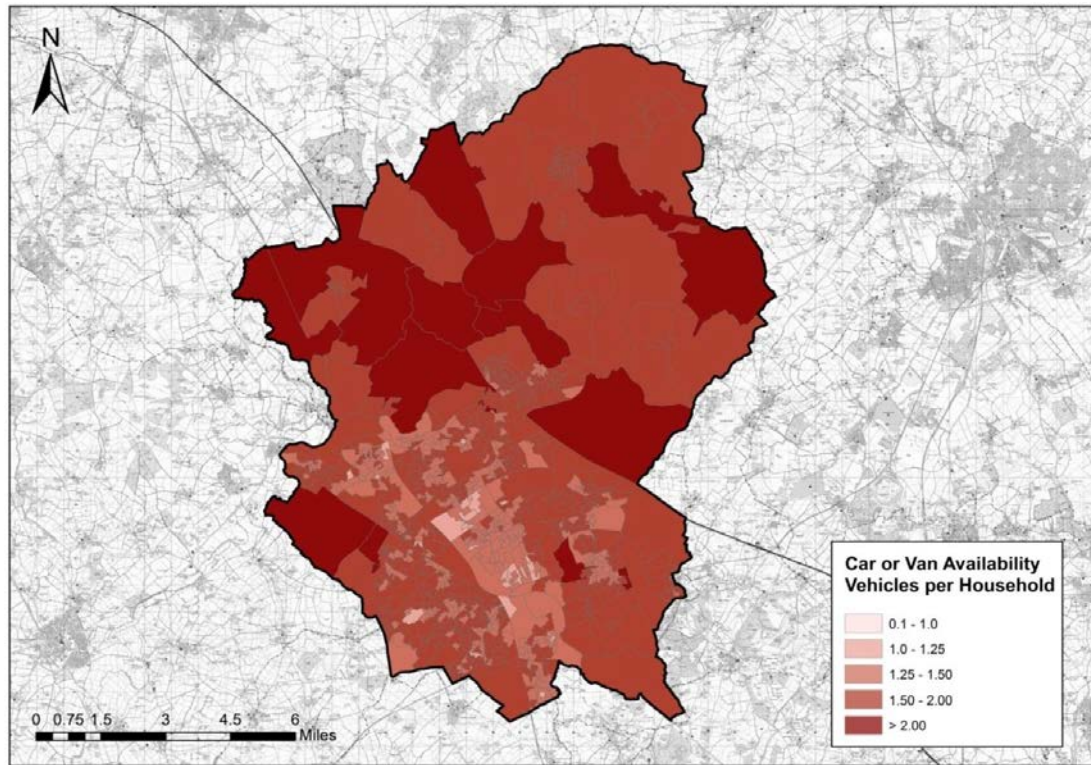 N
Car or Van Availability
Vehicles per Household
0.1 - 1.0
1.0 - 1.25
1.25 - 1.50
1.50 - 2.00
> 2.00
0 0.75 1.5 3 4.5 6
Miles